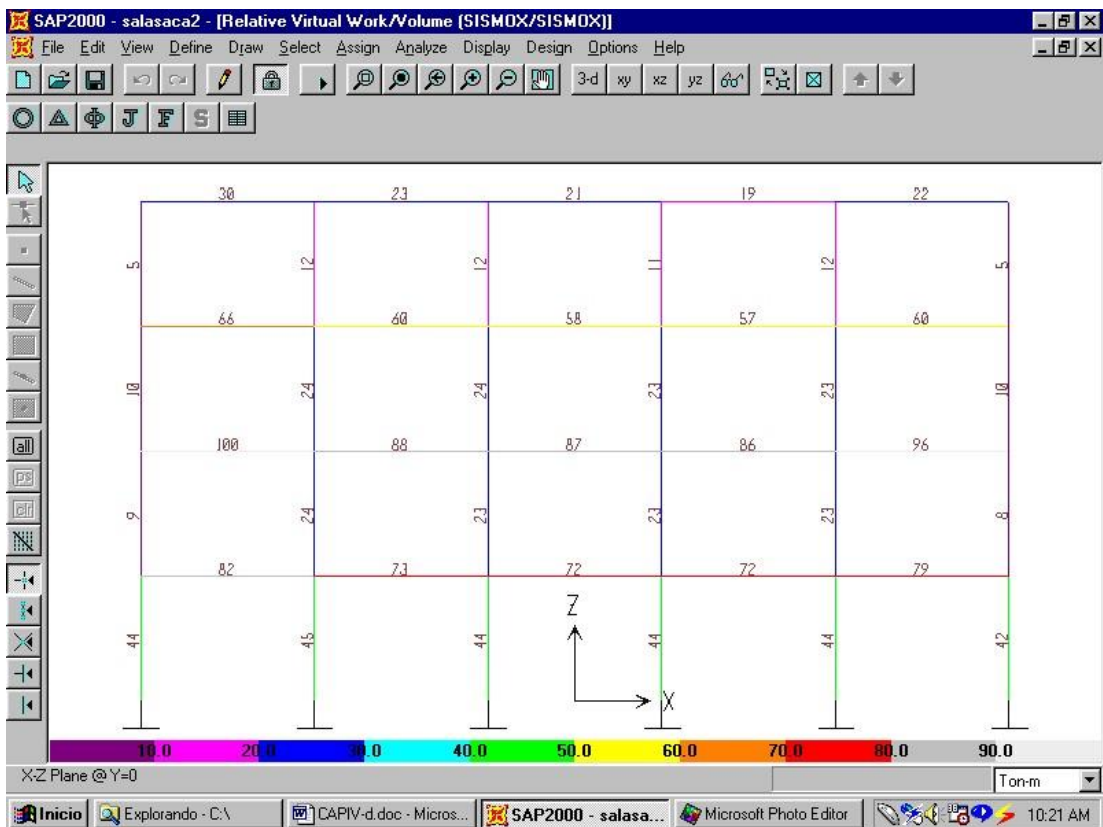 SAP2000 - salasaca2 - [Relative Virtual Work/Volume (SISMOX/SISMOX)]
File Edit View Define Draw Select Assign Analyze Display Design Options Help
3-d xy xz yz
J F S
all
ps
clr
30 23 21 19 22
5 12 12 11 12 5
66 60 58 57 60
10 24 24 23 23 10
100 88 87 86 96
9 24 23 23 23 8
82 73 72 72 79
44 45 44 44 44 42
Z
X
10.0 20.0 30.0 40.0 50.0 60.0 70.0 80.0 90.0
X-Z Plane @ Y=0
Ton-m
Inicio Explorando - C:\ CAPIV-d.doc - Micros... SAP2000 - salasa... Microsoft Photo Editor 10:21 AM